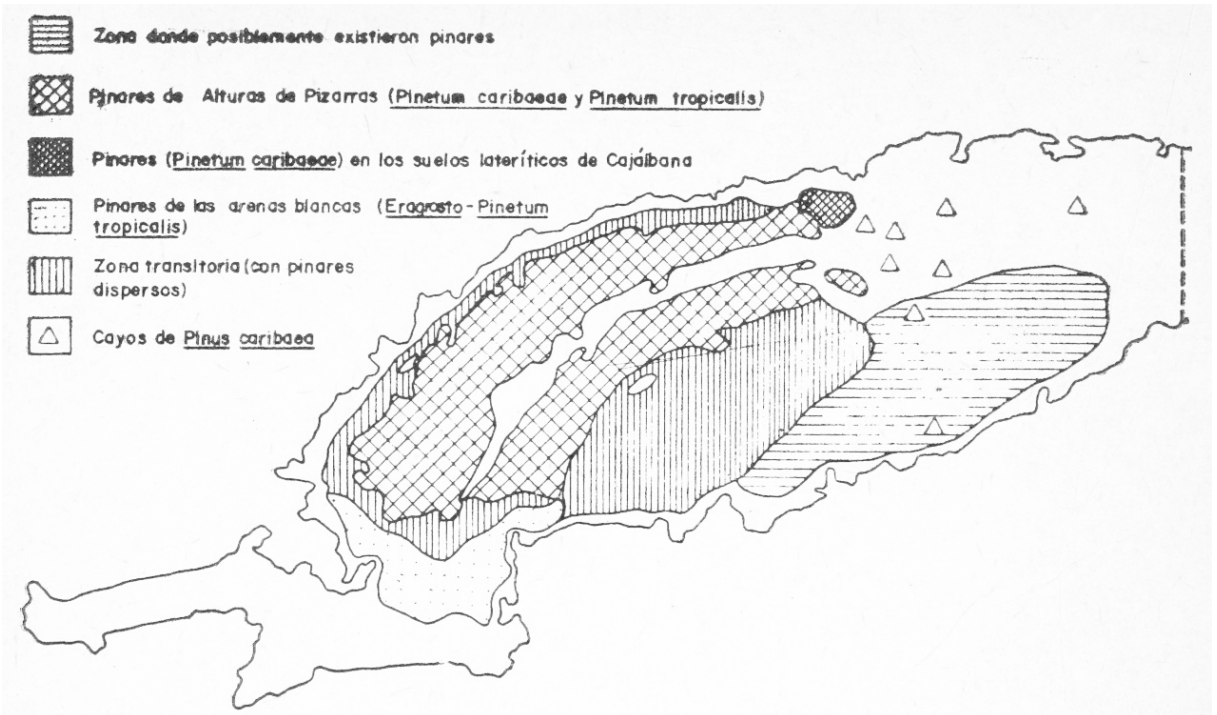 Zona donde posiblemente existieron pinares
Pinares de Alturas de Pizarras (Pinetum caribaeae y Pinetum tropicalis)
Pinares (Pinetum caribaeae) en los suelos lateríticos de Cajálbana
Pinares de las arenas blancas (Eragrosto-Pinetum
tropicalis)
Zona transitoria (con pinares
dispersos)
Cayos de Pinus caribaea